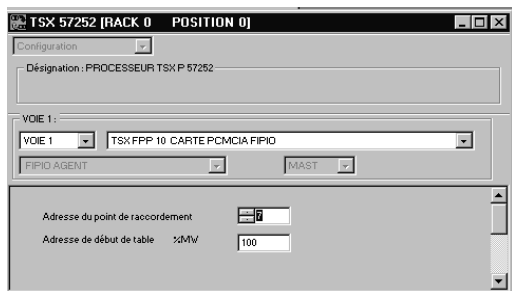 TSX 57252 [RACK 0 POSITION 0]
Configuration
Désignation : PROCESSEUR TSX P 57252
VOIE 1 :
VOIE 1 TSX FPP 10 CARTE PCMCIA FIPIO
FIPIO AGENT MAST
Adresse du point de raccordement 7
Adresse de début de table %MW 100